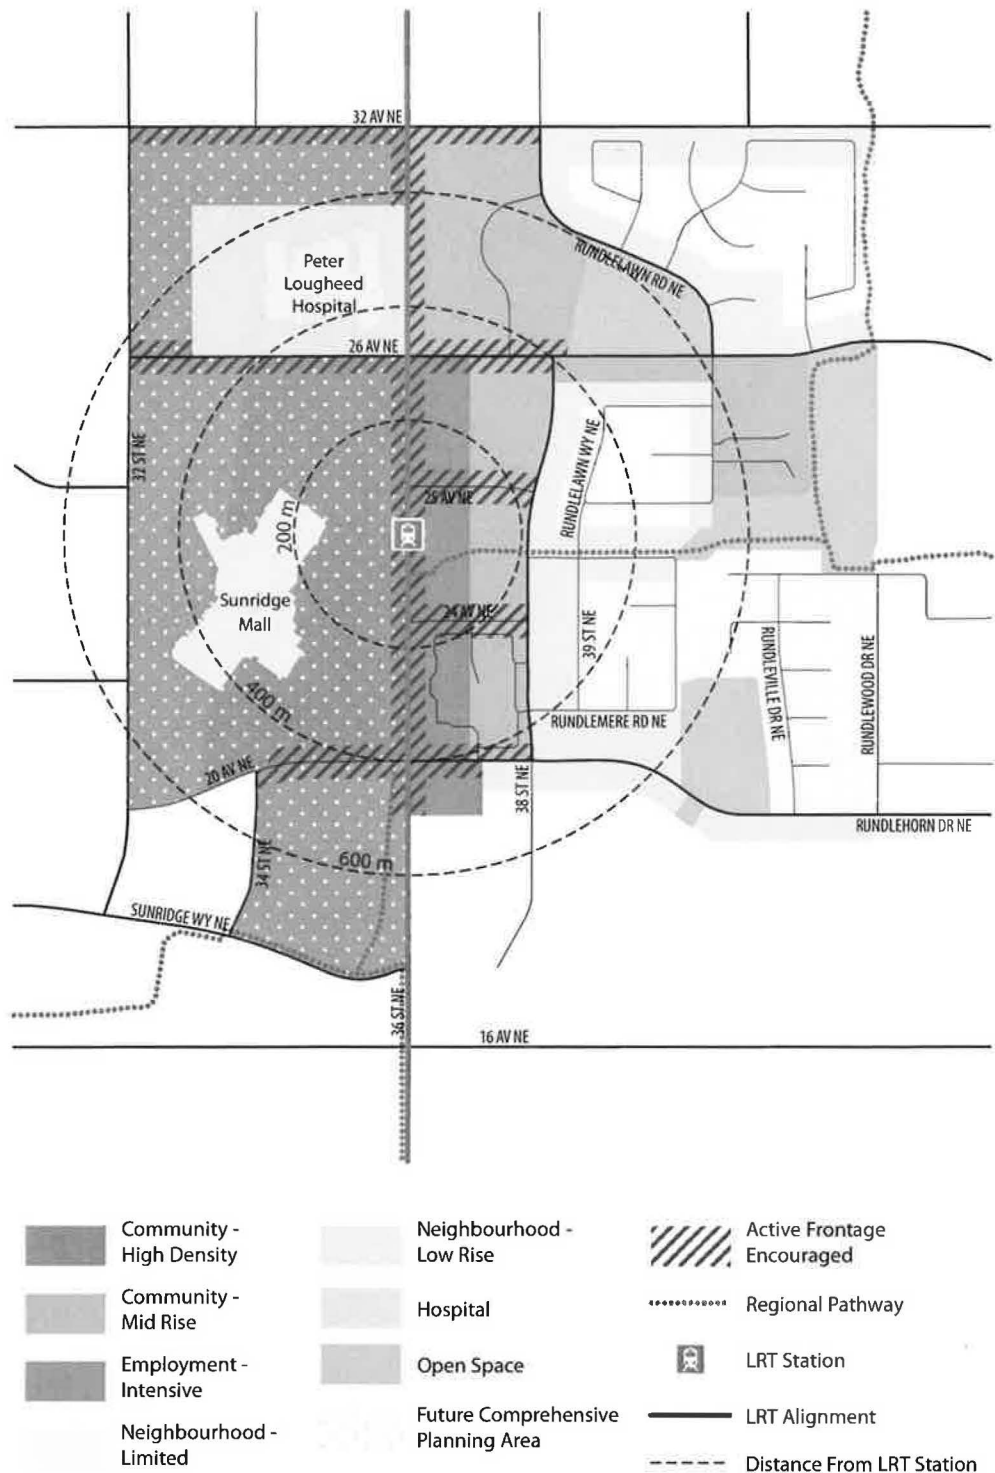 32 AV NE
RUNDLELAWN RD NE
Peter
Lougheed
Hospital
26 AV NE
32 ST NE
RUNDLELAWN WY NE
25 AV NE
200 m
Sunridge
Mall
24 AV NE
39 ST NE
RUNDLEVILLE DR NE
RUNDLEWOOD DR NE
400 m
RUNDLEMERE RD NE
20 AV NE
38 ST NE
RUNDLEHORN DR NE
34 ST NE
600 m
SUNRIDGE WY NE
36 ST NE
16 AV NE
Community -
High Density
Community -
Mid Rise
Employment -
Intensive
Neighbourhood -
Limited
Neighbourhood -
Low Rise
Hospital
Open Space
Future Comprehensive
Planning Area
Active Frontage
Encouraged
Regional Pathway
LRT Station
LRT Alignment
Distance From LRT Station